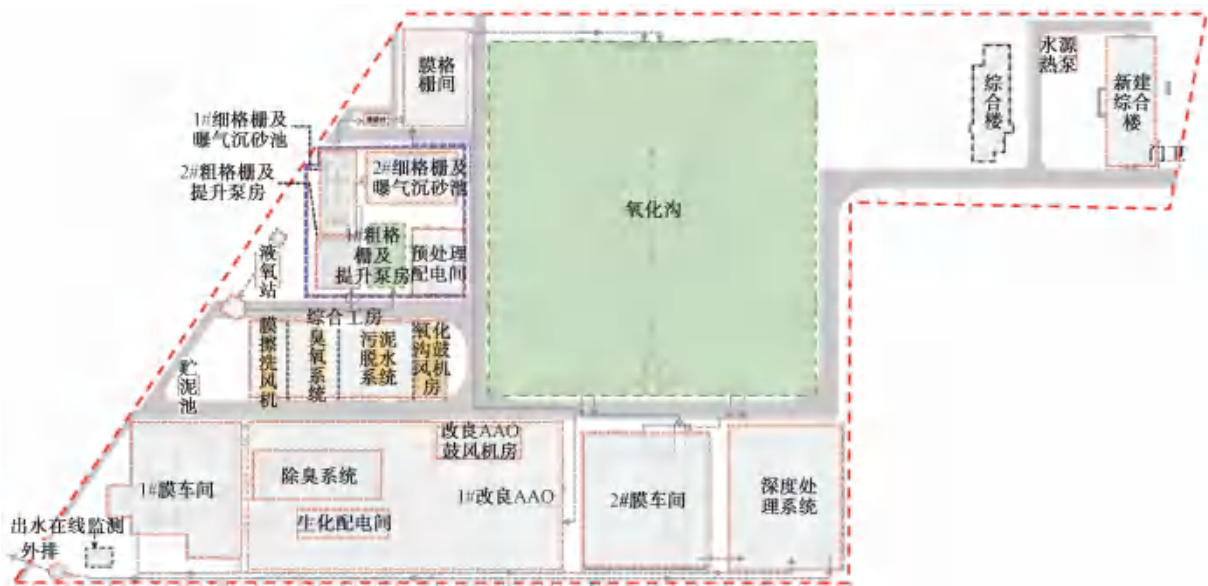 膜格
栅间
1#细格栅及
曝气沉砂池
2#粗格栅及
提升泵房
2#细格栅及
曝气沉砂池
1#粗格
栅及
提升泵房
预处理
配电间
氧化沟
综合楼
水源
热泵
新建
综合
楼
门卫
液氧站
综合工房
膜擦洗风机
臭氧系统
污泥
脱水
系统
氧化
沟鼓
风机
房
贮泥池
改良AAO
鼓风机房
1#膜车间
除臭系统
1#改良AAO
生化配电间
2#膜车间
深度处
理系统
出水在线监测
外排